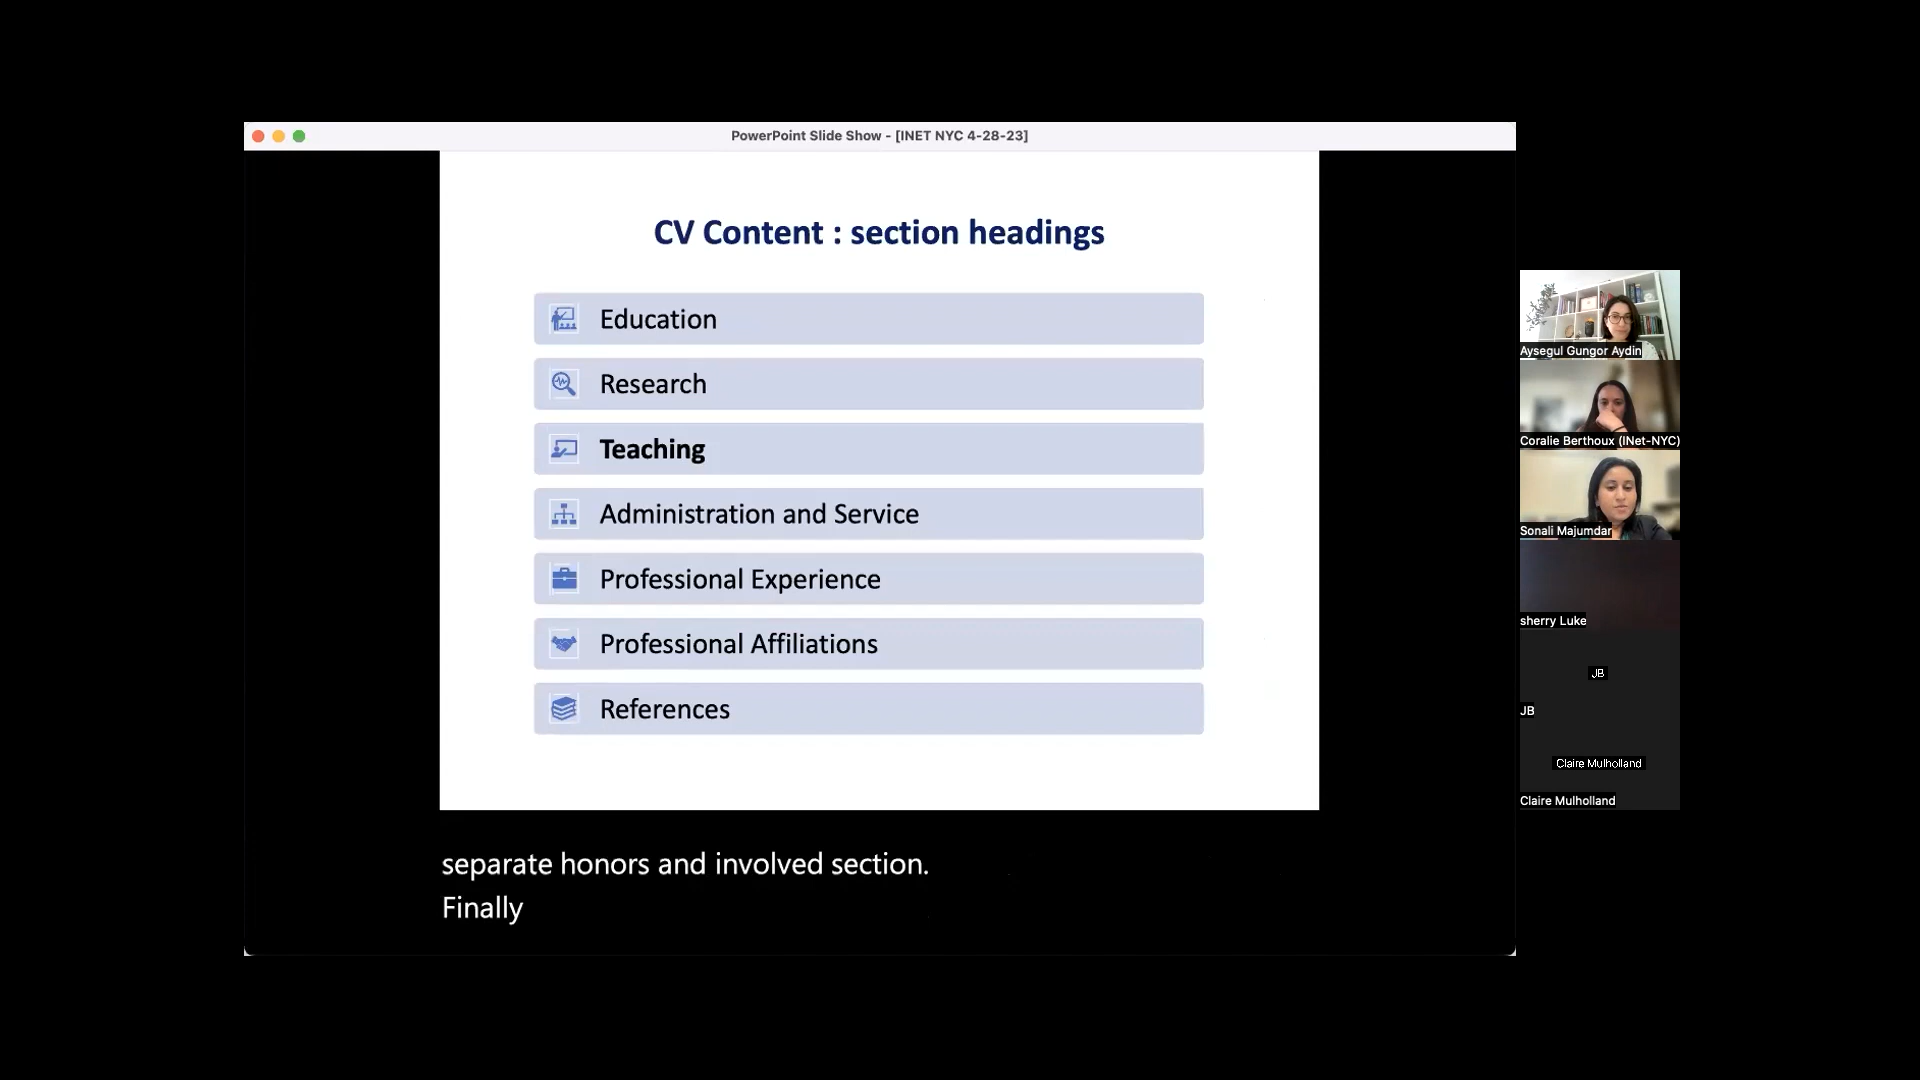 PowerPoint Slide Show - [INET NYC 4-28-23]
CV Content : section headings
Education
Research
Teaching
Administration and Service
Professional Experience
Professional Affiliations
References
separate honors and involved section.
Finally
Aysegul Gungor Aydin
Coralie Berthoux (INet-NYC)
Sonali Majumdar
sherry Luke
JB
JB
Claire Mulholland
Claire Mulholland